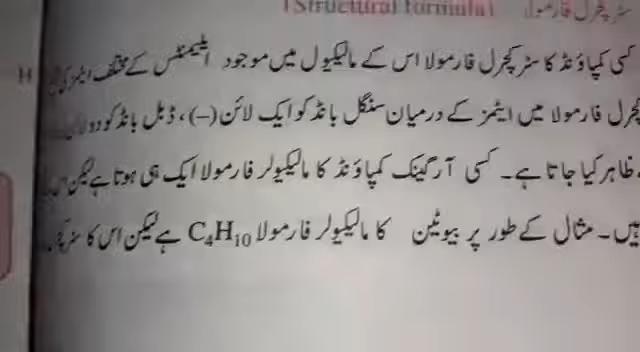 سٹرکچرل فارمولا (Structural formula)
کسی کمپاؤنڈ کا سٹرکچرل فارمولا اس کے مالیکیول میں موجود ایلیمنٹس کے مختلف ایٹمز کی
فارمولا میں ایٹمز کے درمیان سنگل بانڈ کو ایک لائن (–)، ڈبل بانڈ کو دو
ظاہر کیا جاتا ہے۔ کسی آرگینک کمپاؤنڈ کا مالیکیولر فارمولا ایک ہی ہوتا ہے لیکن
ہیں۔ مثال کے طور پر بیوٹین کا مالیکیولر فارمولا C₄H₁₀ ہے لیکن اس کا
H